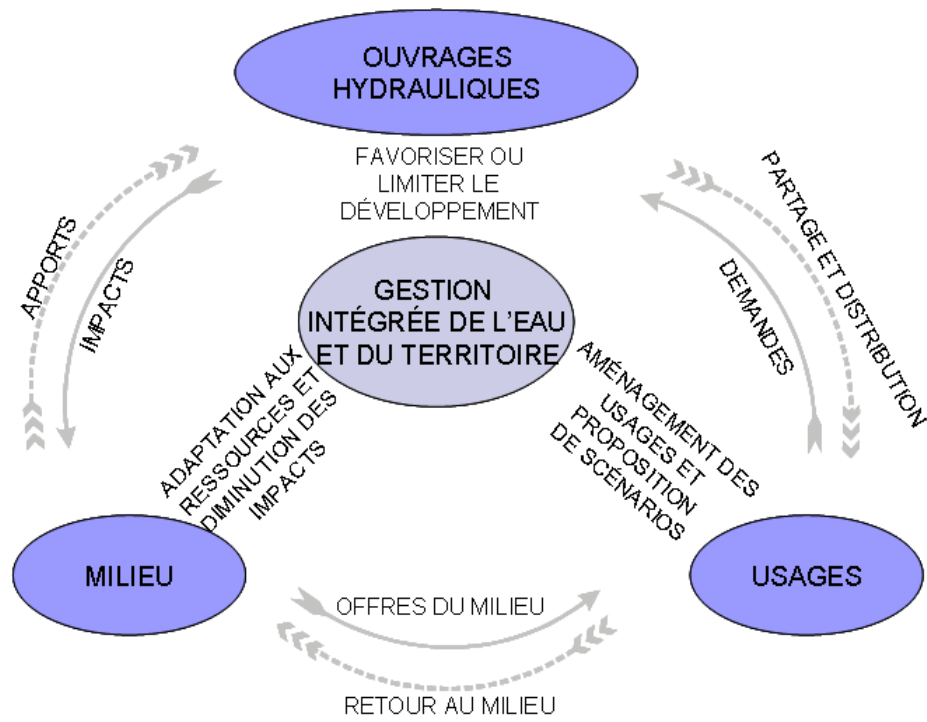 OUVRAGES
HYDRAULIQUES
FAVORISER OU
LIMITER LE
DÉVELOPPEMENT
APPORTS
IMPACTS
PARTAGE ET DISTRIBUTION
DEMANDES
GESTION
INTÉGRÉE DE L'EAU
ET DU TERRITOIRE
ADAPTATION AUX
RESSOURCES ET
DIMINUTION DES
IMPACTS
AMÉNAGEMENT DES
USAGES ET
PROPOSITION
DE SCÉNARIOS
MILIEU
USAGES
OFFRES DU MILIEU
RETOUR AU MILIEU